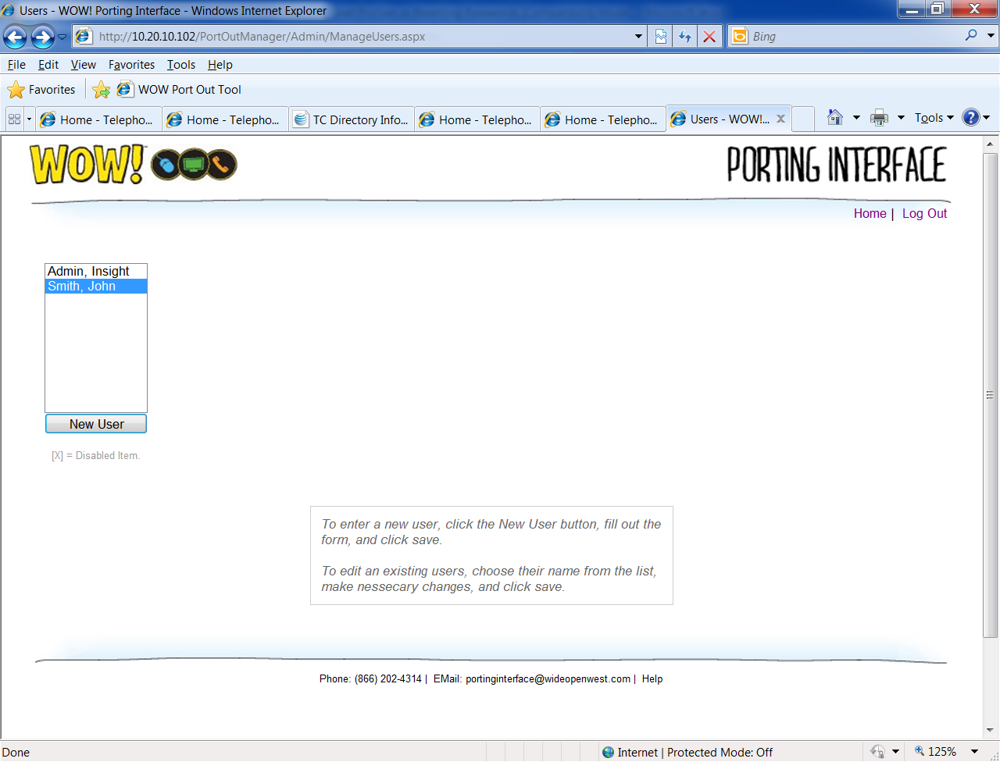 Users - WOW! Porting Interface - Windows Internet Explorer
http://10.20.10.102/PortOutManager/Admin/ManageUsers.aspx
Bing
File Edit View Favorites Tools Help
Favorites WOW Port Out Tool
Home - Telepho... Home - Telepho... TC Directory Info... Home - Telepho... Home - Telepho... Users - WOW!... Tools
WOW! PORTING INTERFACE
Home | Log Out
Admin, Insight
Smith, John
New User
[X] = Disabled Item.
To enter a new user, click the New User button, fill out the
form, and click save.
To edit an existing users, choose their name from the list,
make nessecary changes, and click save.
Phone: (866) 202-4314 | EMail: portinginterface@wideopenwest.com | Help
Done Internet | Protected Mode: Off 125%